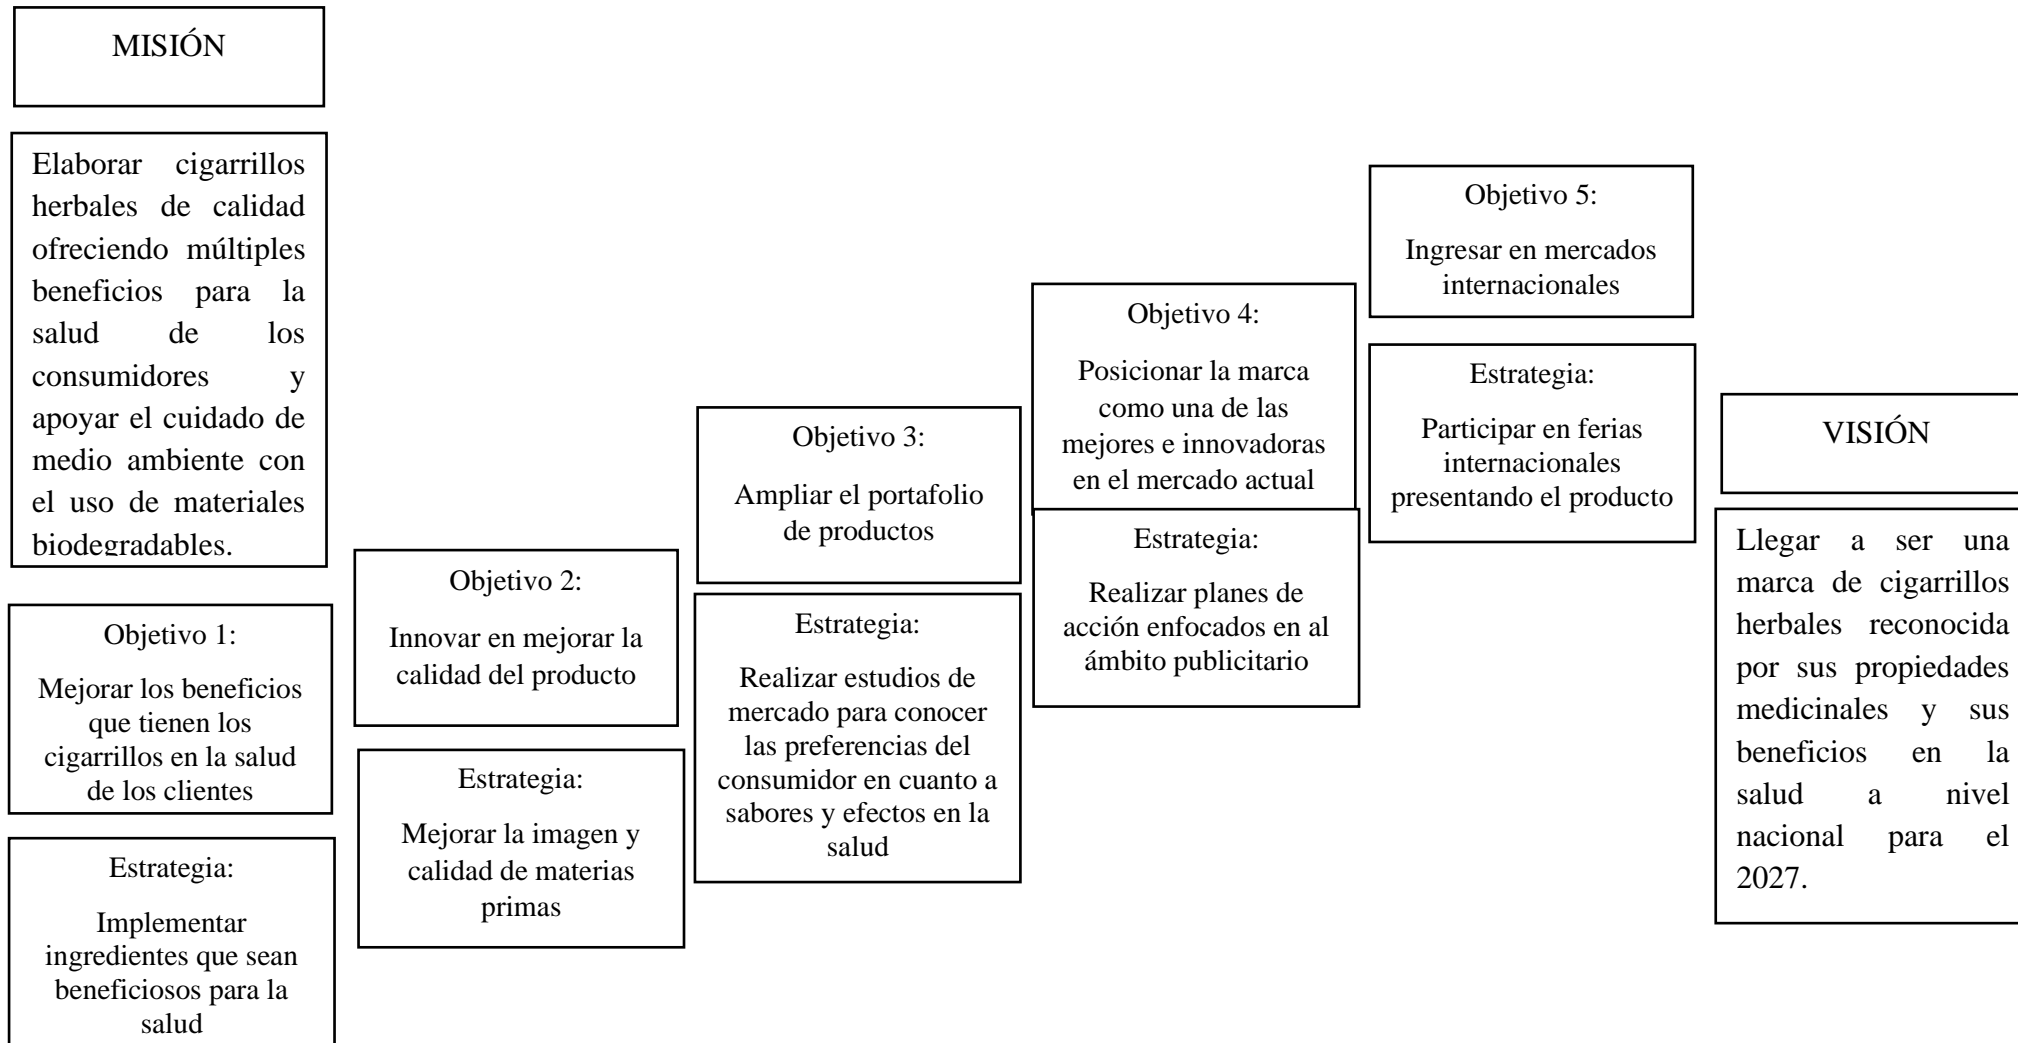 MISIÓN
Elaborar cigarrillos
herbales de calidad
ofreciendo múltiples
beneficios para la
salud de los
consumidores y
apoyar el cuidado de
medio ambiente con
el uso de materiales
biodegradables.
Objetivo 1:
Mejorar los beneficios
que tienen los
cigarrillos en la salud
de los clientes
Estrategia:
Implementar
ingredientes que sean
beneficiosos para la
salud
Objetivo 2:
Innovar en mejorar la
calidad del producto
Estrategia:
Mejorar la imagen y
calidad de materias
primas
Objetivo 3:
Ampliar el portafolio
de productos
Estrategia:
Realizar estudios de
mercado para conocer
las preferencias del
consumidor en cuanto a
sabores y efectos en la
salud
Objetivo 4:
Posicionar la marca
como una de las
mejores e innovadoras
en el mercado actual
Estrategia:
Realizar planes de
acción enfocados en al
ámbito publicitario
Objetivo 5:
Ingresar en mercados
internacionales
Estrategia:
Participar en ferias
internacionales
presentando el producto
VISIÓN
Llegar a ser una
marca de cigarrillos
herbales reconocida
por sus propiedades
medicinales y sus
beneficios en la
salud a nivel
nacional para el
2027.